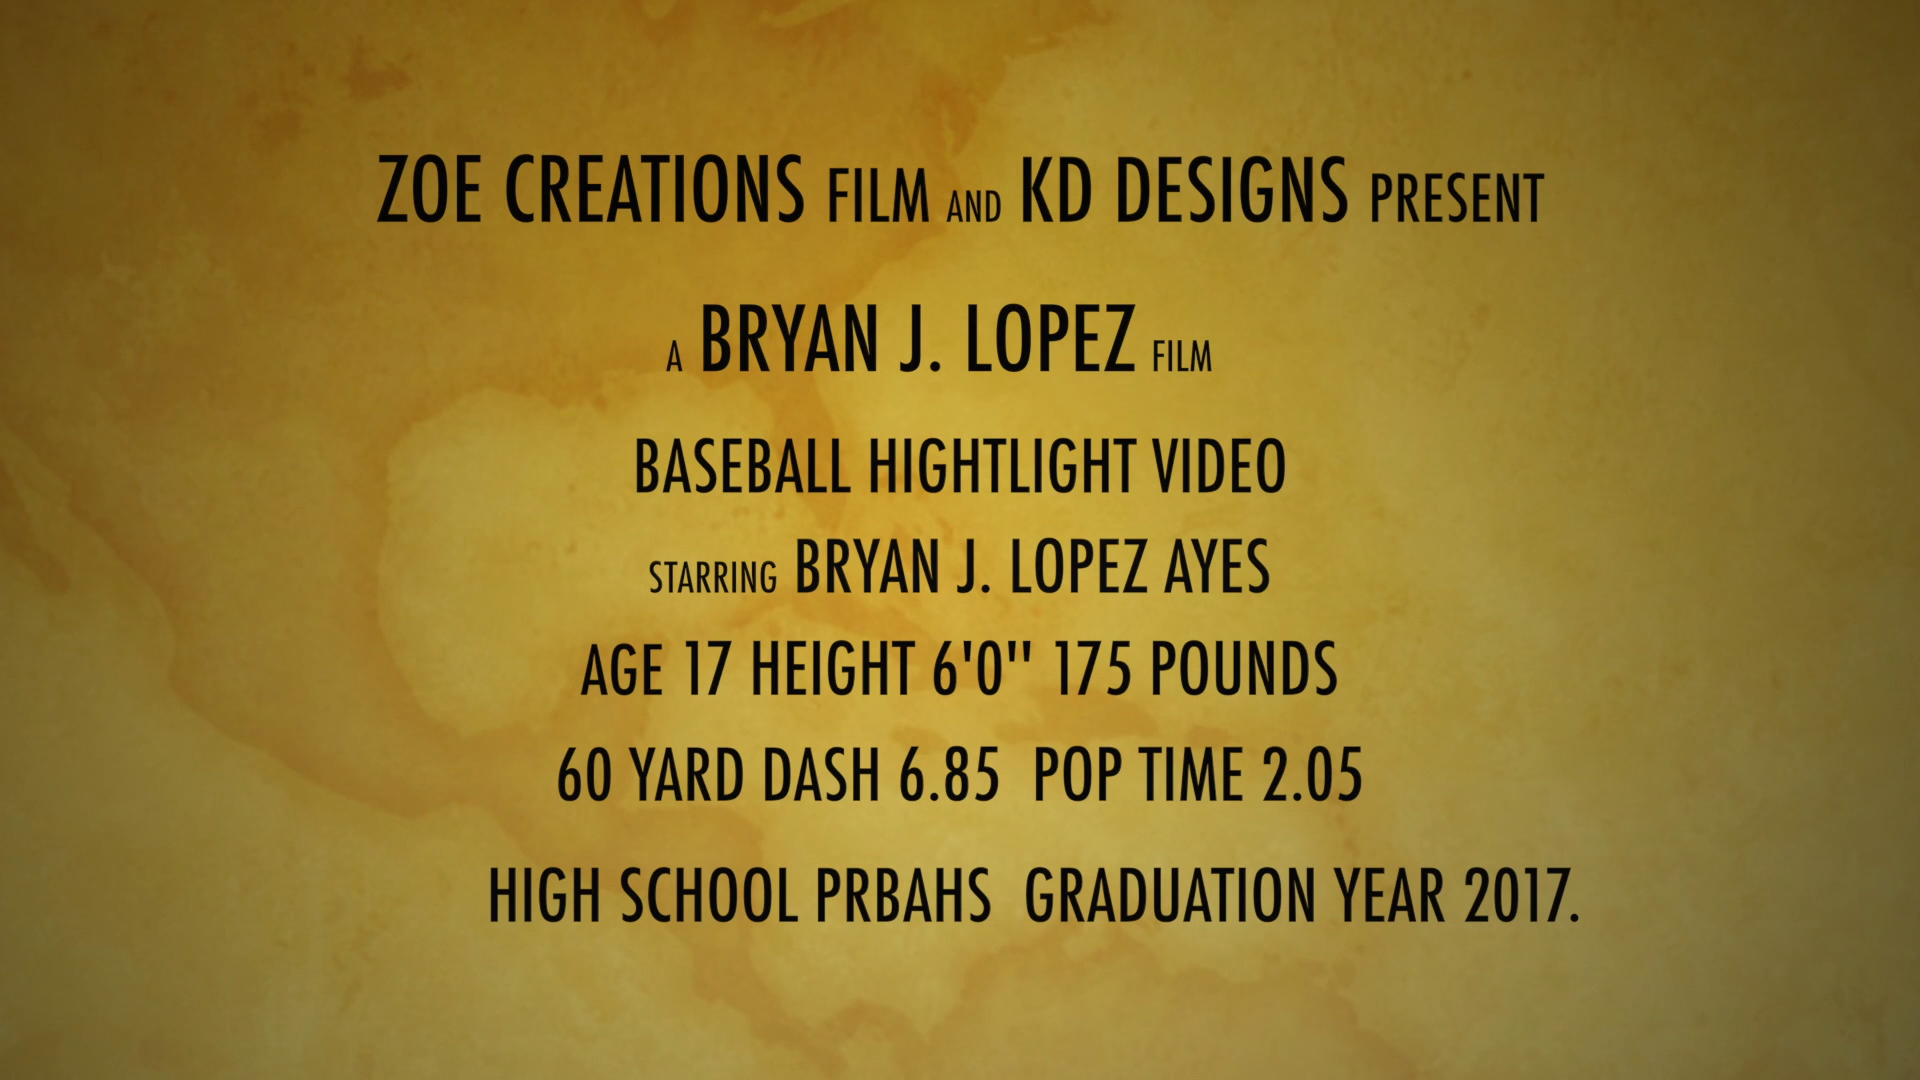 ZOE CREATIONS FILM AND KD DESIGNS PRESENT
A BRYAN J. LOPEZ FILM
BASEBALL HIGHTLIGHT VIDEO
STARRING BRYAN J. LOPEZ AYES
AGE 17 HEIGHT 6'0'' 175 POUNDS
60 YARD DASH 6.85 POP TIME 2.05
HIGH SCHOOL PRBAHS GRADUATION YEAR 2017.